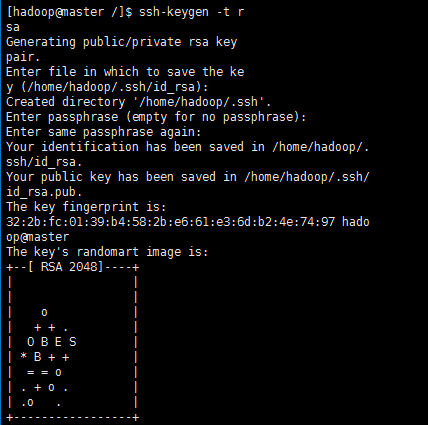 [hadoop@master /]$ ssh-keygen -t r
sa
Generating public/private rsa key
pair.
Enter file in which to save the ke
y (/home/hadoop/.ssh/id_rsa):
Created directory '/home/hadoop/.ssh'.
Enter passphrase (empty for no passphrase):
Enter same passphrase again:
Your identification has been saved in /home/hadoop/.
ssh/id_rsa.
Your public key has been saved in /home/hadoop/.ssh/
id_rsa.pub.
The key fingerprint is:
32:2b:fc:01:39:b4:58:2b:e6:61:e3:6d:b2:4e:74:97 hado
op@master
The key's randomart image is:
+--[ RSA 2048]----+
|                 |
|                 |
|    o            |
|   + + .         |
|  O B E S        |
| * B + +         |
|  = = o          |
| . + o .         |
| .o   .          |
+-----------------+